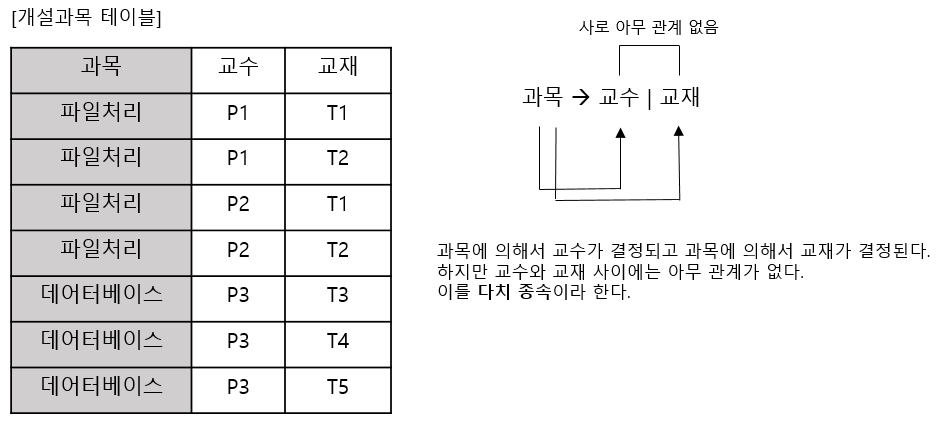 [개설과목 테이블]
과목 교수 교재
파일처리 P1 T1
파일처리 P1 T2
파일처리 P2 T1
파일처리 P2 T2
데어터베이스 P3 T3
데어터베이스 P3 T4
데어터베이스 P3 T5
사로 아무 관계 없음
과목 → 교수 | 교재
과목에 의해서 교수가 결정되고 과목에 의해서 교재가 결정된다.
하지만 교수와 교재 사이에는 아무 관계가 없다.
이를 다치 종속이라 한다.